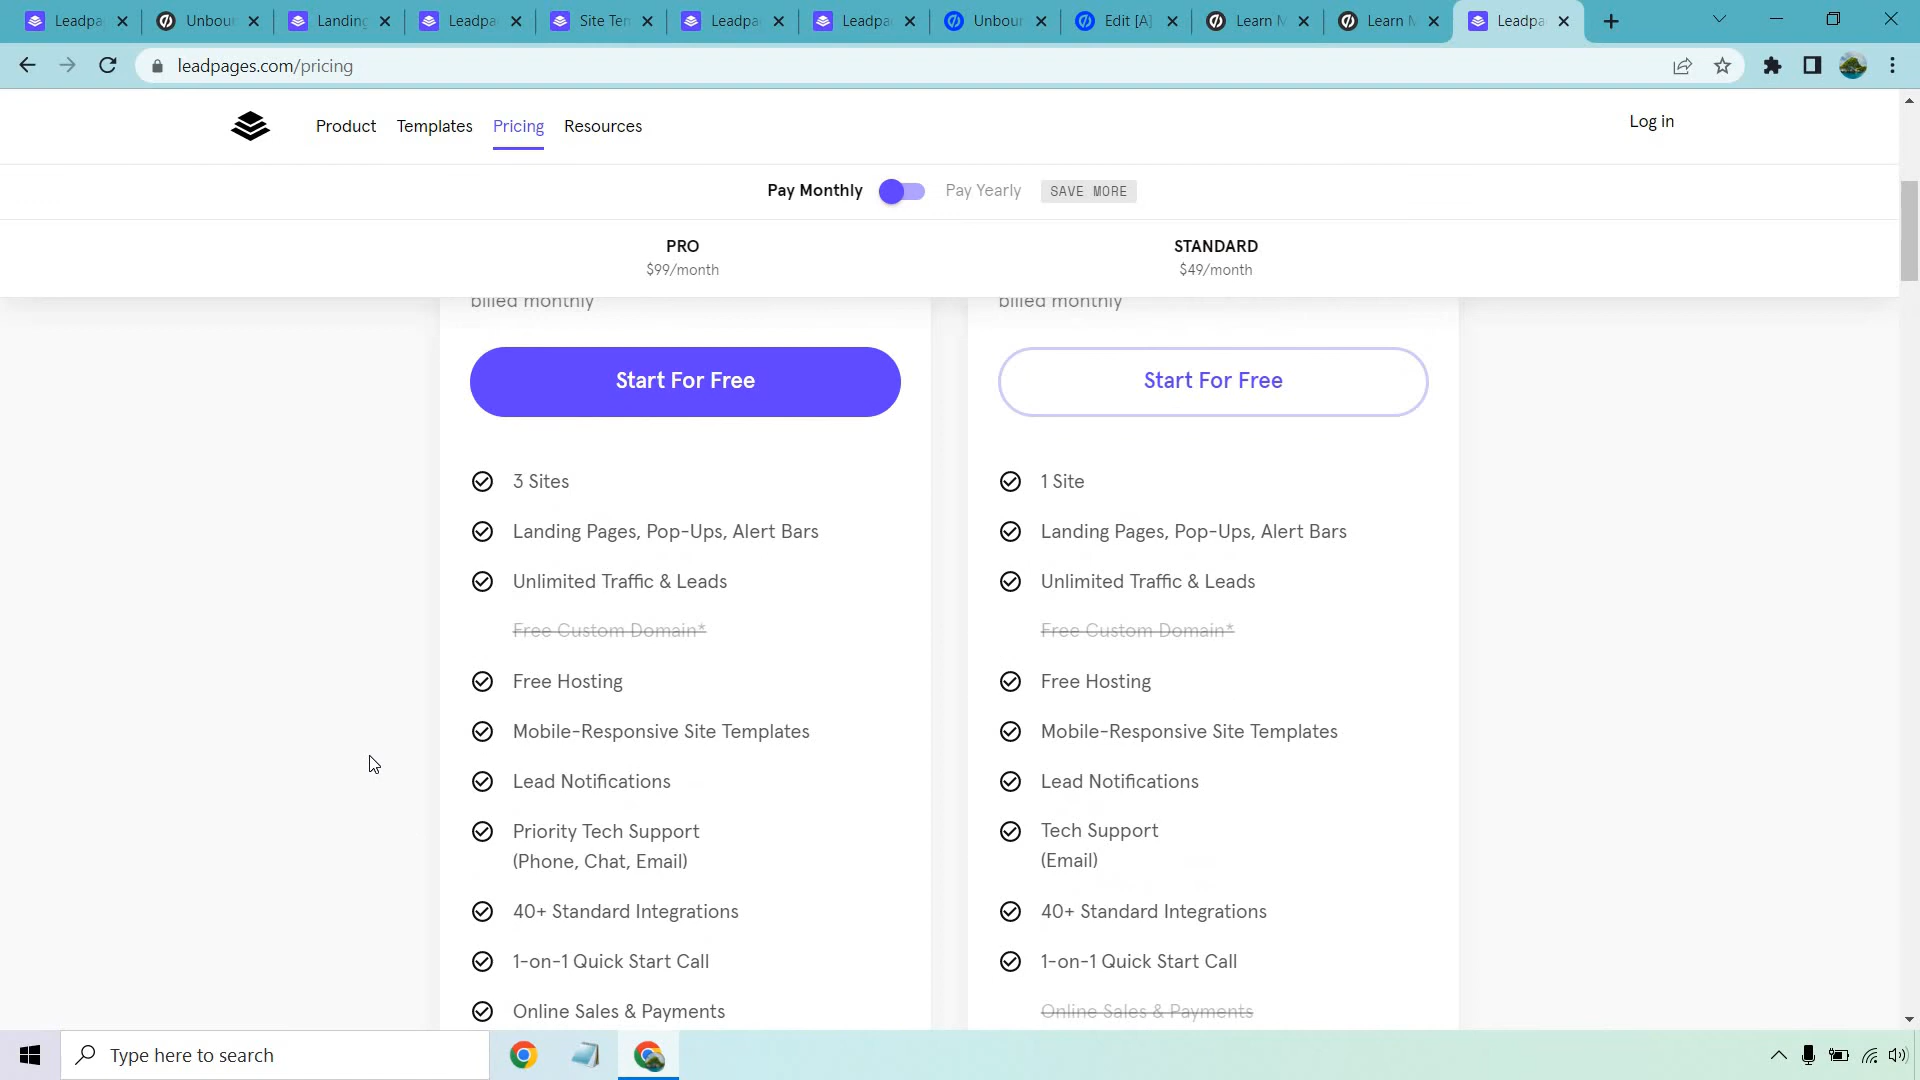 Leadpa
Unbour
Landing
Leadpa
Site Ten
Leadpa
Leadpa
Unbour
Edit [A]
Learn M
Learn M
Leadpa
leadpages.com/pricing
Product
Templates
Pricing
Resources
Log in
Pay Monthly
Pay Yearly
SAVE MORE
PRO
$99/month
STANDARD
$49/month
billed monthly
billed monthly
Start For Free
Start For Free
3 Sites
Landing Pages, Pop-Ups, Alert Bars
Unlimited Traffic & Leads
Free Custom Domain*
Free Hosting
Mobile-Responsive Site Templates
Lead Notifications
Priority Tech Support
(Phone, Chat, Email)
40+ Standard Integrations
1-on-1 Quick Start Call
Online Sales & Payments
1 Site
Landing Pages, Pop-Ups, Alert Bars
Unlimited Traffic & Leads
Free Custom Domain*
Free Hosting
Mobile-Responsive Site Templates
Lead Notifications
Tech Support
(Email)
40+ Standard Integrations
1-on-1 Quick Start Call
Online Sales & Payments
Type here to search